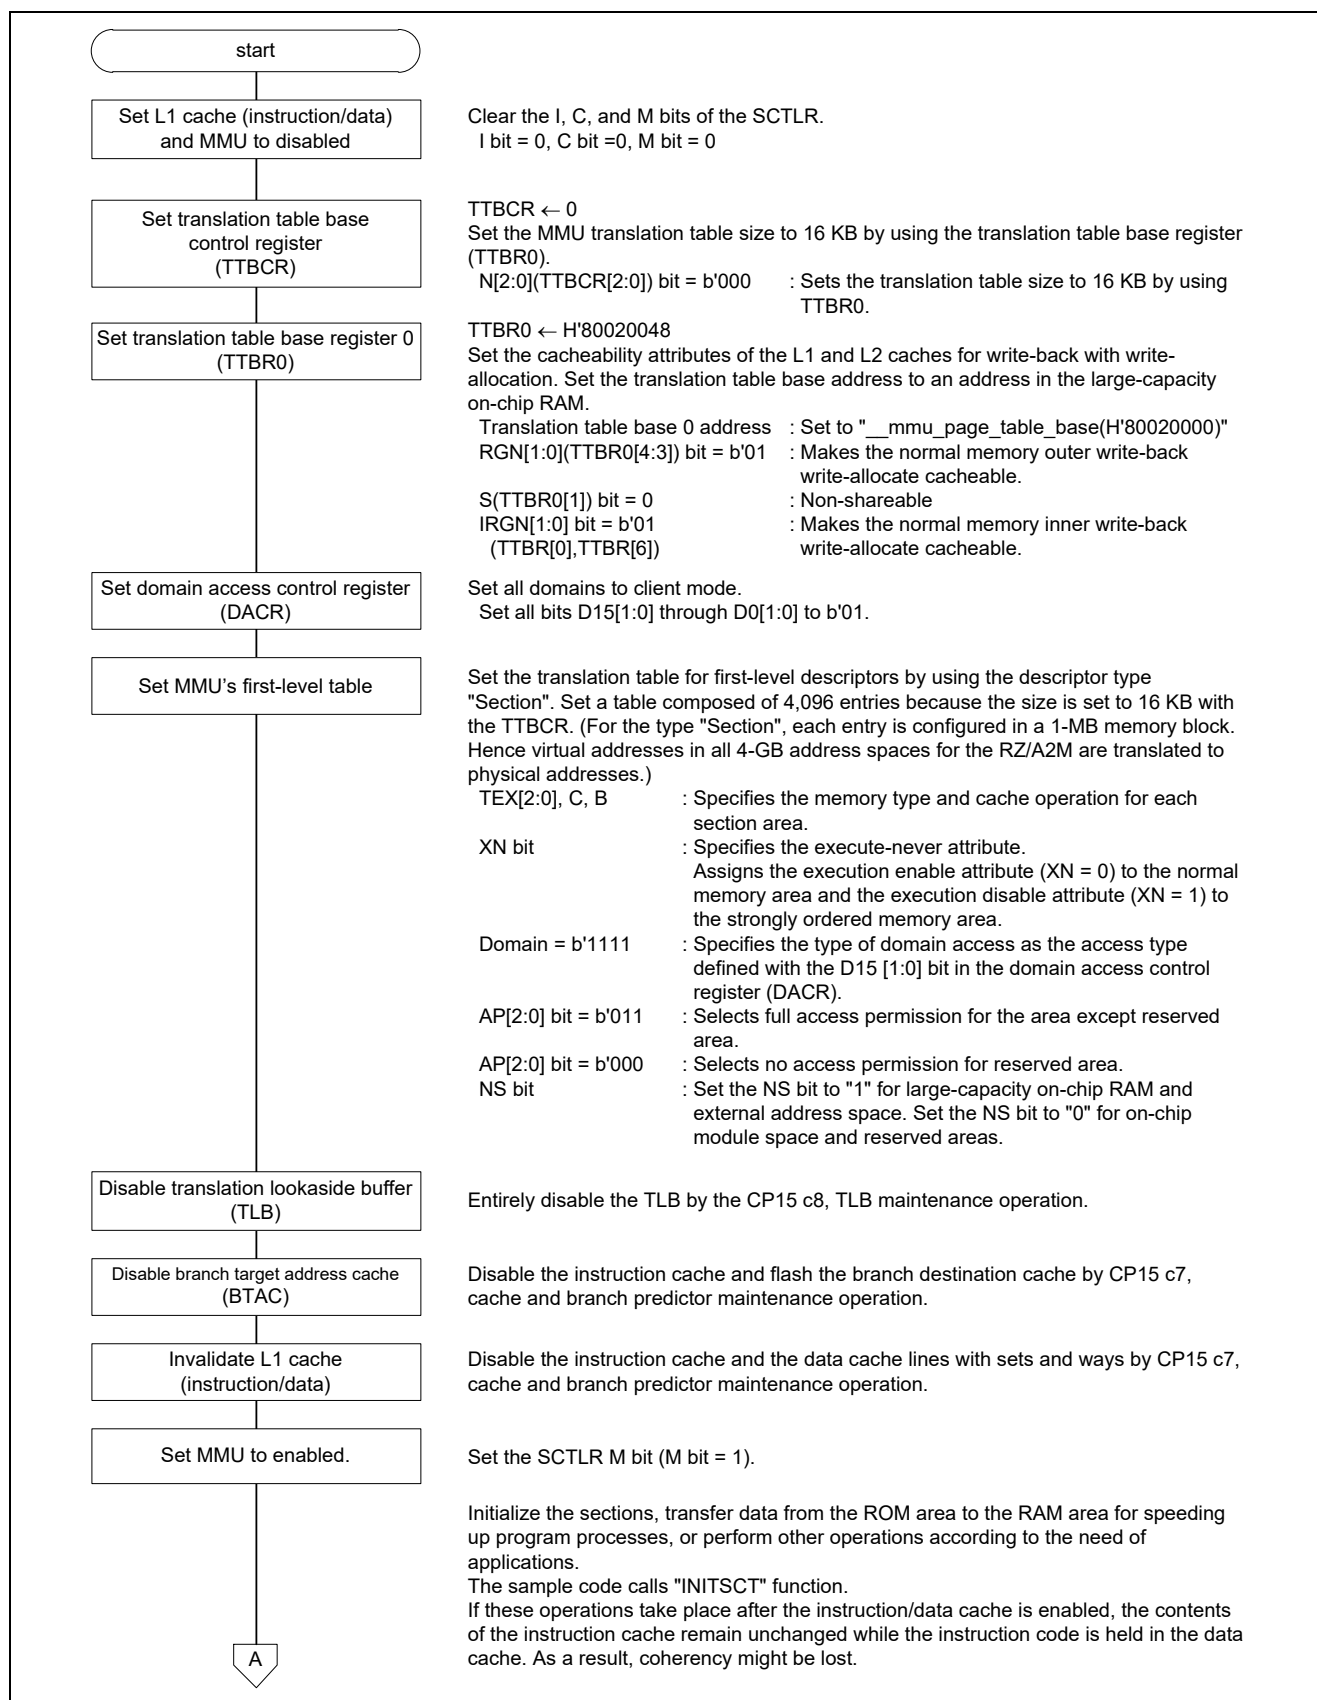 start
Set L1 cache (instruction/data)
and MMU to disabled
Clear the I, C, and M bits of the SCTLR.
I bit = 0, C bit =0, M bit = 0
Set translation table base
control register
(TTBCR)
TTBCR ← 0
Set the MMU translation table size to 16 KB by using the translation table base register
(TTBR0).
N[2:0](TTBCR[2:0]) bit = b'000 : Sets the translation table size to 16 KB by using
TTBR0.
Set translation table base register 0
(TTBR0)
TTBR0 ← H'80020048
Set the cacheability attributes of the L1 and L2 caches for write-back with write-
allocation. Set the translation table base address to an address in the large-capacity
on-chip RAM.
Translation table base 0 address : Set to "__mmu_page_table_base(H'80020000)"
RGN[1:0](TTBR0[4:3]) bit = b'01 : Makes the normal memory outer write-back
write-allocate cacheable.
S(TTBR0[1]) bit = 0 : Non-shareable
IRGN[1:0] bit = b'01 : Makes the normal memory inner write-back
(TTBR[0],TTBR[6]) write-allocate cacheable.
Set domain access control register
(DACR)
Set all domains to client mode.
Set all bits D15[1:0] through D0[1:0] to b'01.
Set MMU's first-level table
Set the translation table for first-level descriptors by using the descriptor type
"Section". Set a table composed of 4,096 entries because the size is set to 16 KB with
the TTBCR. (For the type "Section", each entry is configured in a 1-MB memory block.
Hence virtual addresses in all 4-GB address spaces for the RZ/A2M are translated to
physical addresses.)
TEX[2:0], C, B : Specifies the memory type and cache operation for each
section area.
XN bit : Specifies the execute-never attribute.
Assigns the execution enable attribute (XN = 0) to the normal
memory area and the execution disable attribute (XN = 1) to
the strongly ordered memory area.
Domain = b'1111 : Specifies the type of domain access as the access type
defined with the D15 [1:0] bit in the domain access control
register (DACR).
AP[2:0] bit = b'011 : Selects full access permission for the area except reserved
area.
AP[2:0] bit = b'000 : Selects no access permission for reserved area.
NS bit : Set the NS bit to "1" for large-capacity on-chip RAM and
external address space. Set the NS bit to "0" for on-chip
module space and reserved areas.
Disable translation lookaside buffer
(TLB)
Entirely disable the TLB by the CP15 c8, TLB maintenance operation.
Disable branch target address cache
(BTAC)
Disable the instruction cache and flash the branch destination cache by CP15 c7,
cache and branch predictor maintenance operation.
Invalidate L1 cache
(instruction/data)
Disable the instruction cache and the data cache lines with sets and ways by CP15 c7,
cache and branch predictor maintenance operation.
Set MMU to enabled.
Set the SCTLR M bit (M bit = 1).
Initialize the sections, transfer data from the ROM area to the RAM area for speeding
up program processes, or perform other operations according to the need of
applications.
The sample code calls "INITSCT" function.
If these operations take place after the instruction/data cache is enabled, the contents
of the instruction cache remain unchanged while the instruction code is held in the data
cache. As a result, coherency might be lost.
A